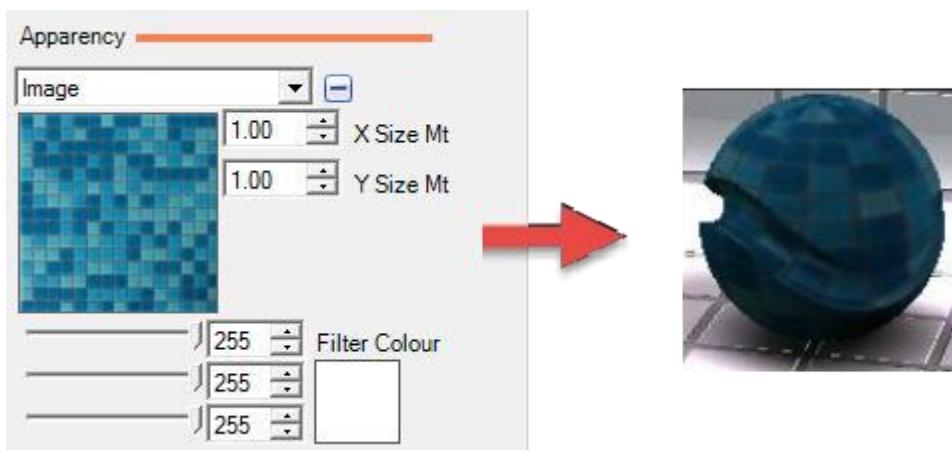 Apparency
Image
1.00 X Size Mt
1.00 Y Size Mt
255 Filter Colour
255
255